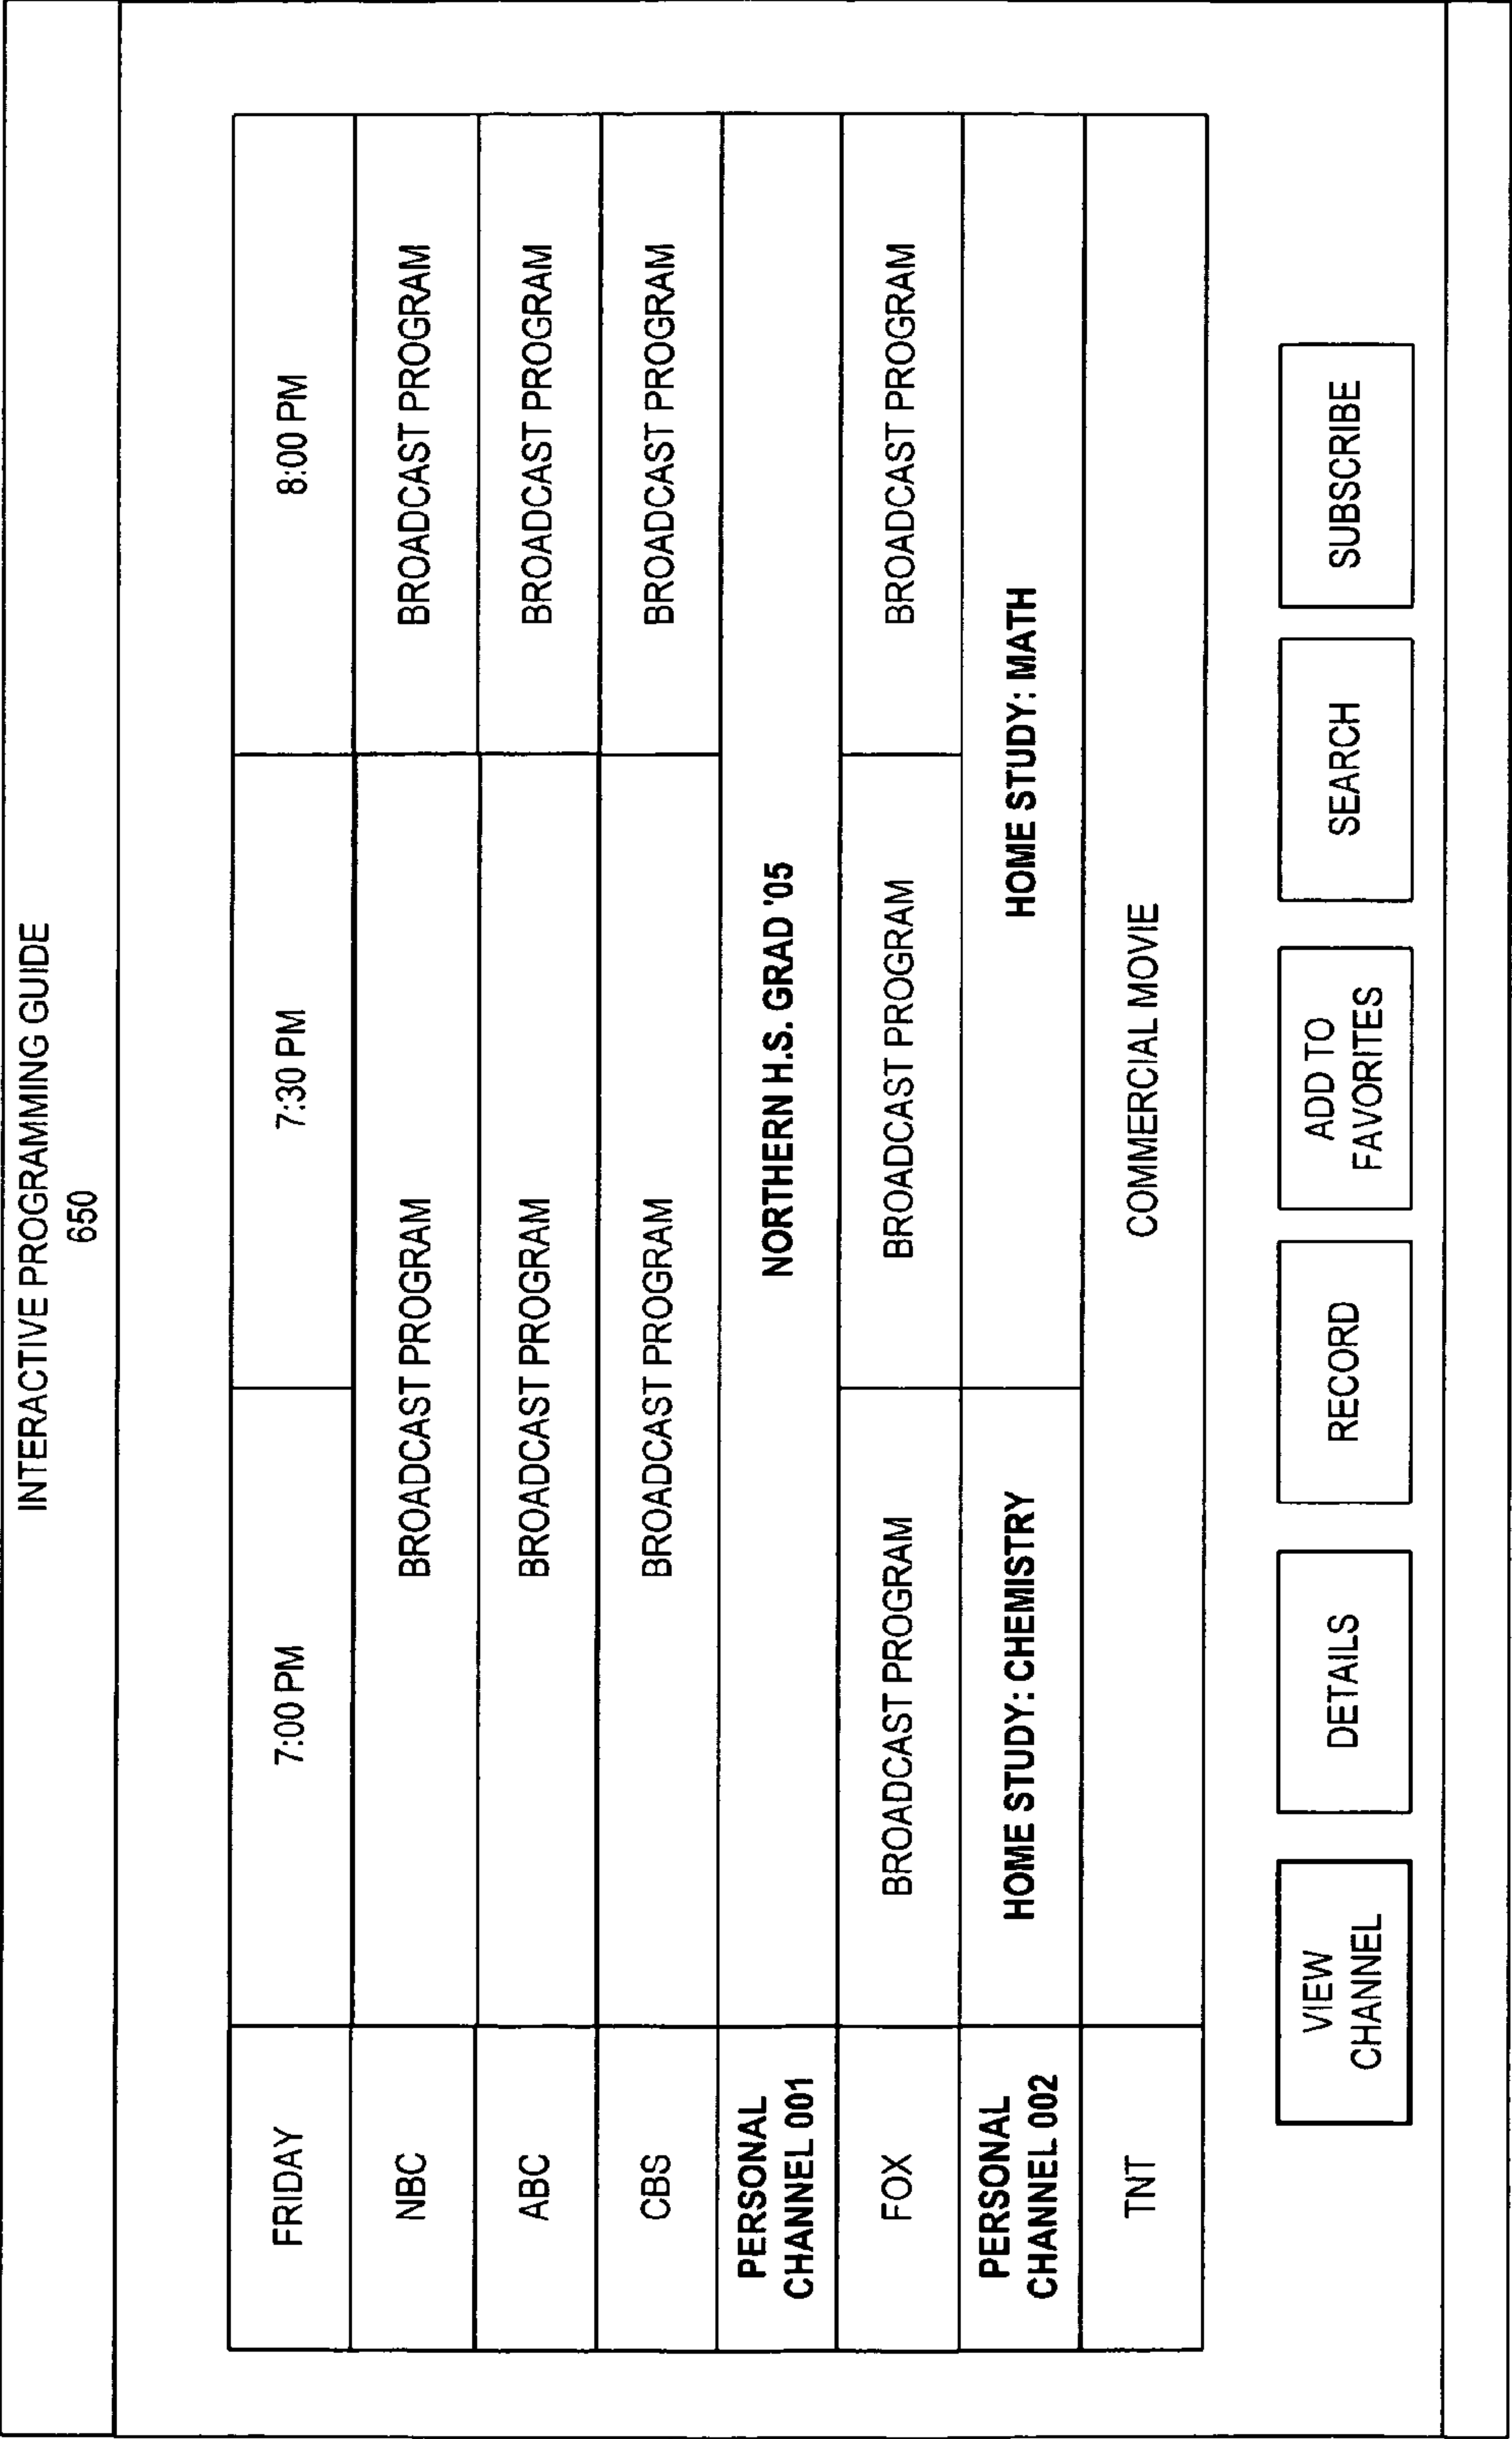 INTERACTIVE PROGRAMMING GUIDE
650
FRIDAY
7:00 PM
7:30 PM
8:00 PM
NBC
BROADCAST PROGRAM
BROADCAST PROGRAM
ABC
BROADCAST PROGRAM
BROADCAST PROGRAM
CBS
BROADCAST PROGRAM
BROADCAST PROGRAM
PERSONAL
CHANNEL 001
NORTHERN H.S. GRAD '05
FOX
BROADCAST PROGRAM
BROADCAST PROGRAM
BROADCAST PROGRAM
PERSONAL
CHANNEL 002
HOME STUDY: CHEMISTRY
HOME STUDY: MATH
TNT
COMMERCIAL MOVIE
VIEW
CHANNEL
DETAILS
RECORD
ADD TO
FAVORITES
SEARCH
SUBSCRIBE